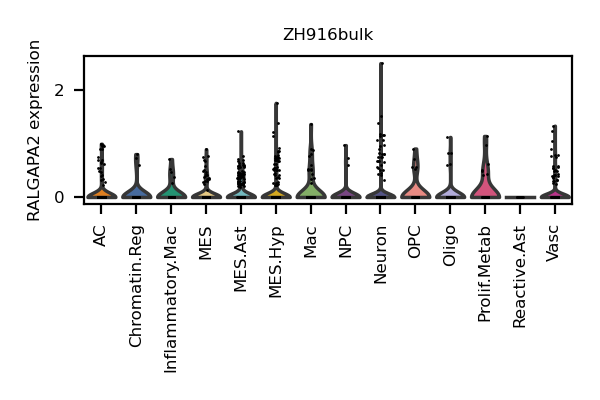 ZH916bulk
RALGAPA2 expression
2
0
AC
Chromatin.Reg
Inflammatory.Mac
MES
MES.Ast
MES.Hyp
Mac
NPC
Neuron
OPC
Oligo
Prolif.Metab
Reactive.Ast
Vasc